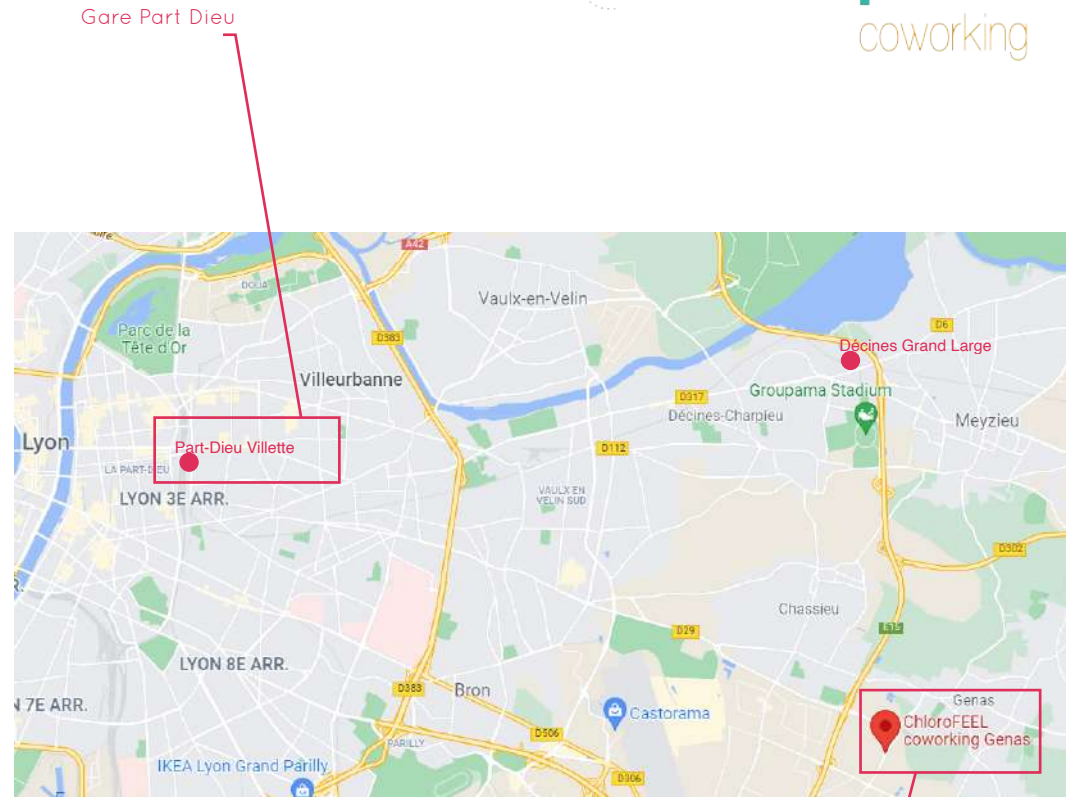 Gare Part Dieu
coworking
A42
DOUA
Vaulx-en-Velin
Parc de la
Tête d'Or
D383
D6
Décines Grand Large
Villeurbanne
Groupama Stadium
D317
Décines-Charpieu
Meyzieu
Lyon
Part-Dieu Villette
D112
LA PART-DIEU
LYON 3E ARR.
VAULX EN
VELIN SUD
D302
Chassieu
E15
D29
LYON 8E ARR.
D383
Bron
N 7E ARR.
Castorama
Genas
ChloroFEEL
coworking Genas
D506
PARILLY
IKEA Lyon Grand Parilly
D306